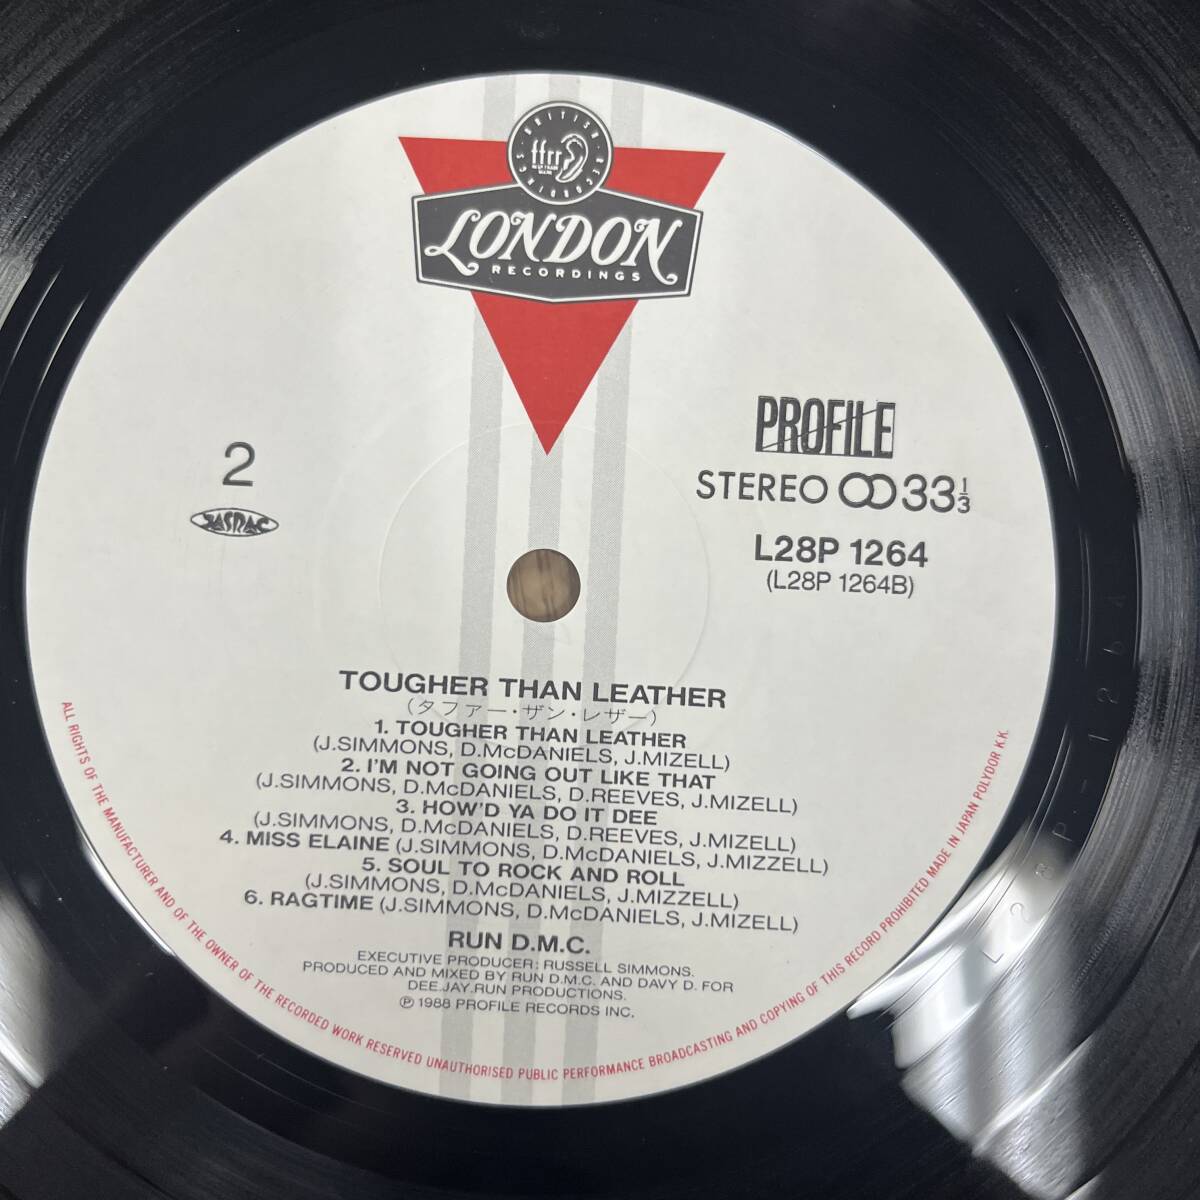 BRITISH RECORDINGS
ffrr
LONDON
RECORDINGS
PROFILE
STEREO 33 1/3
2
JASRAC
L28P 1264
(L28P 1264B)
TOUGHER THAN LEATHER
(タファー・ザン・レザー)
1. TOUGHER THAN LEATHER
(J.SIMMONS, D.McDANIELS, J.MIZELL)
2. I'M NOT GOING OUT LIKE THAT
(J.SIMMONS, D.McDANIELS, D.REEVES, J.MIZELL)
3. HOW'D YA DO IT DEE
(J.SIMMONS, D.McDANIELS, D.REEVES, J.MIZELL)
4. MISS ELAINE (J.SIMMONS, D.McDANIELS, J.MIZZELL)
5. SOUL TO ROCK AND ROLL
(J.SIMMONS, D.McDANIELS, J.MIZZELL)
6. RAGTIME (J.SIMMONS, D.McDANIELS, J.MIZELL)
RUN D.M.C.
EXECUTIVE PRODUCER: RUSSELL SIMMONS.
PRODUCED AND MIXED BY RUN D.M.C. AND DAVY D. FOR
DEE.JAY.RUN PRODUCTIONS.
℗ 1988 PROFILE RECORDS INC.
ALL RIGHTS OF THE MANUFACTURER AND OF THE OWNER OF THE RECORDED WORK RESERVED UNAUTHORISED PUBLIC PERFORMANCE BROADCASTING AND COPYING OF THIS RECORD PROHIBITED MADE IN JAPAN POLYDOR K.K.